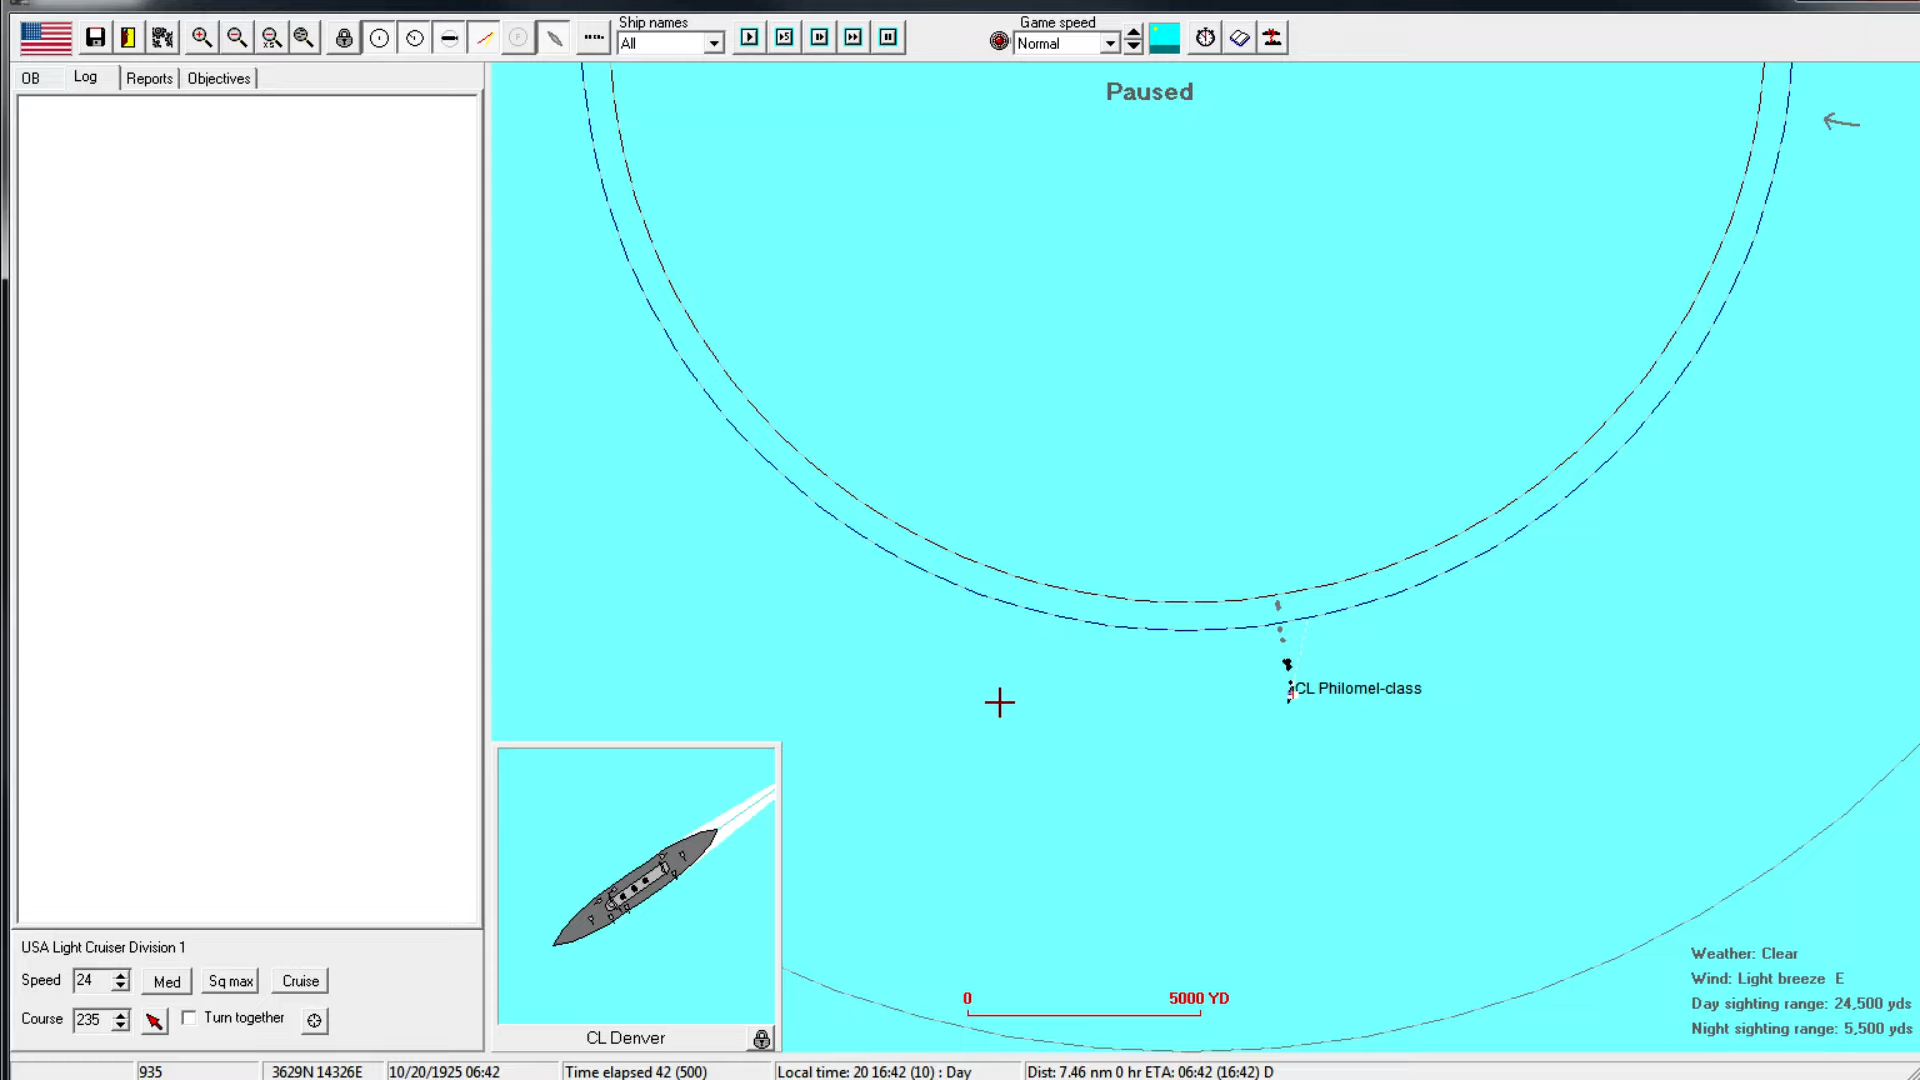 Ship names
All
Game speed
Normal
OB
Log
Reports
Objectives
Paused
CL Philomel-class
USA Light Cruiser Division 1
Speed
24
Med
Sq max
Cruise
Course
235
Turn together
CL Denver
0
5000 YD
Weather: Clear
Wind: Light breeze E
Day sighting range: 24,500 yds
Night sighting range: 5,500 yds
935
3629N 14326E
10/20/1925 06:42
Time elapsed 42 (500)
Local time: 20 16:42 (10) : Day
Dist: 7.46 nm 0 hr ETA: 06:42 (16:42) D